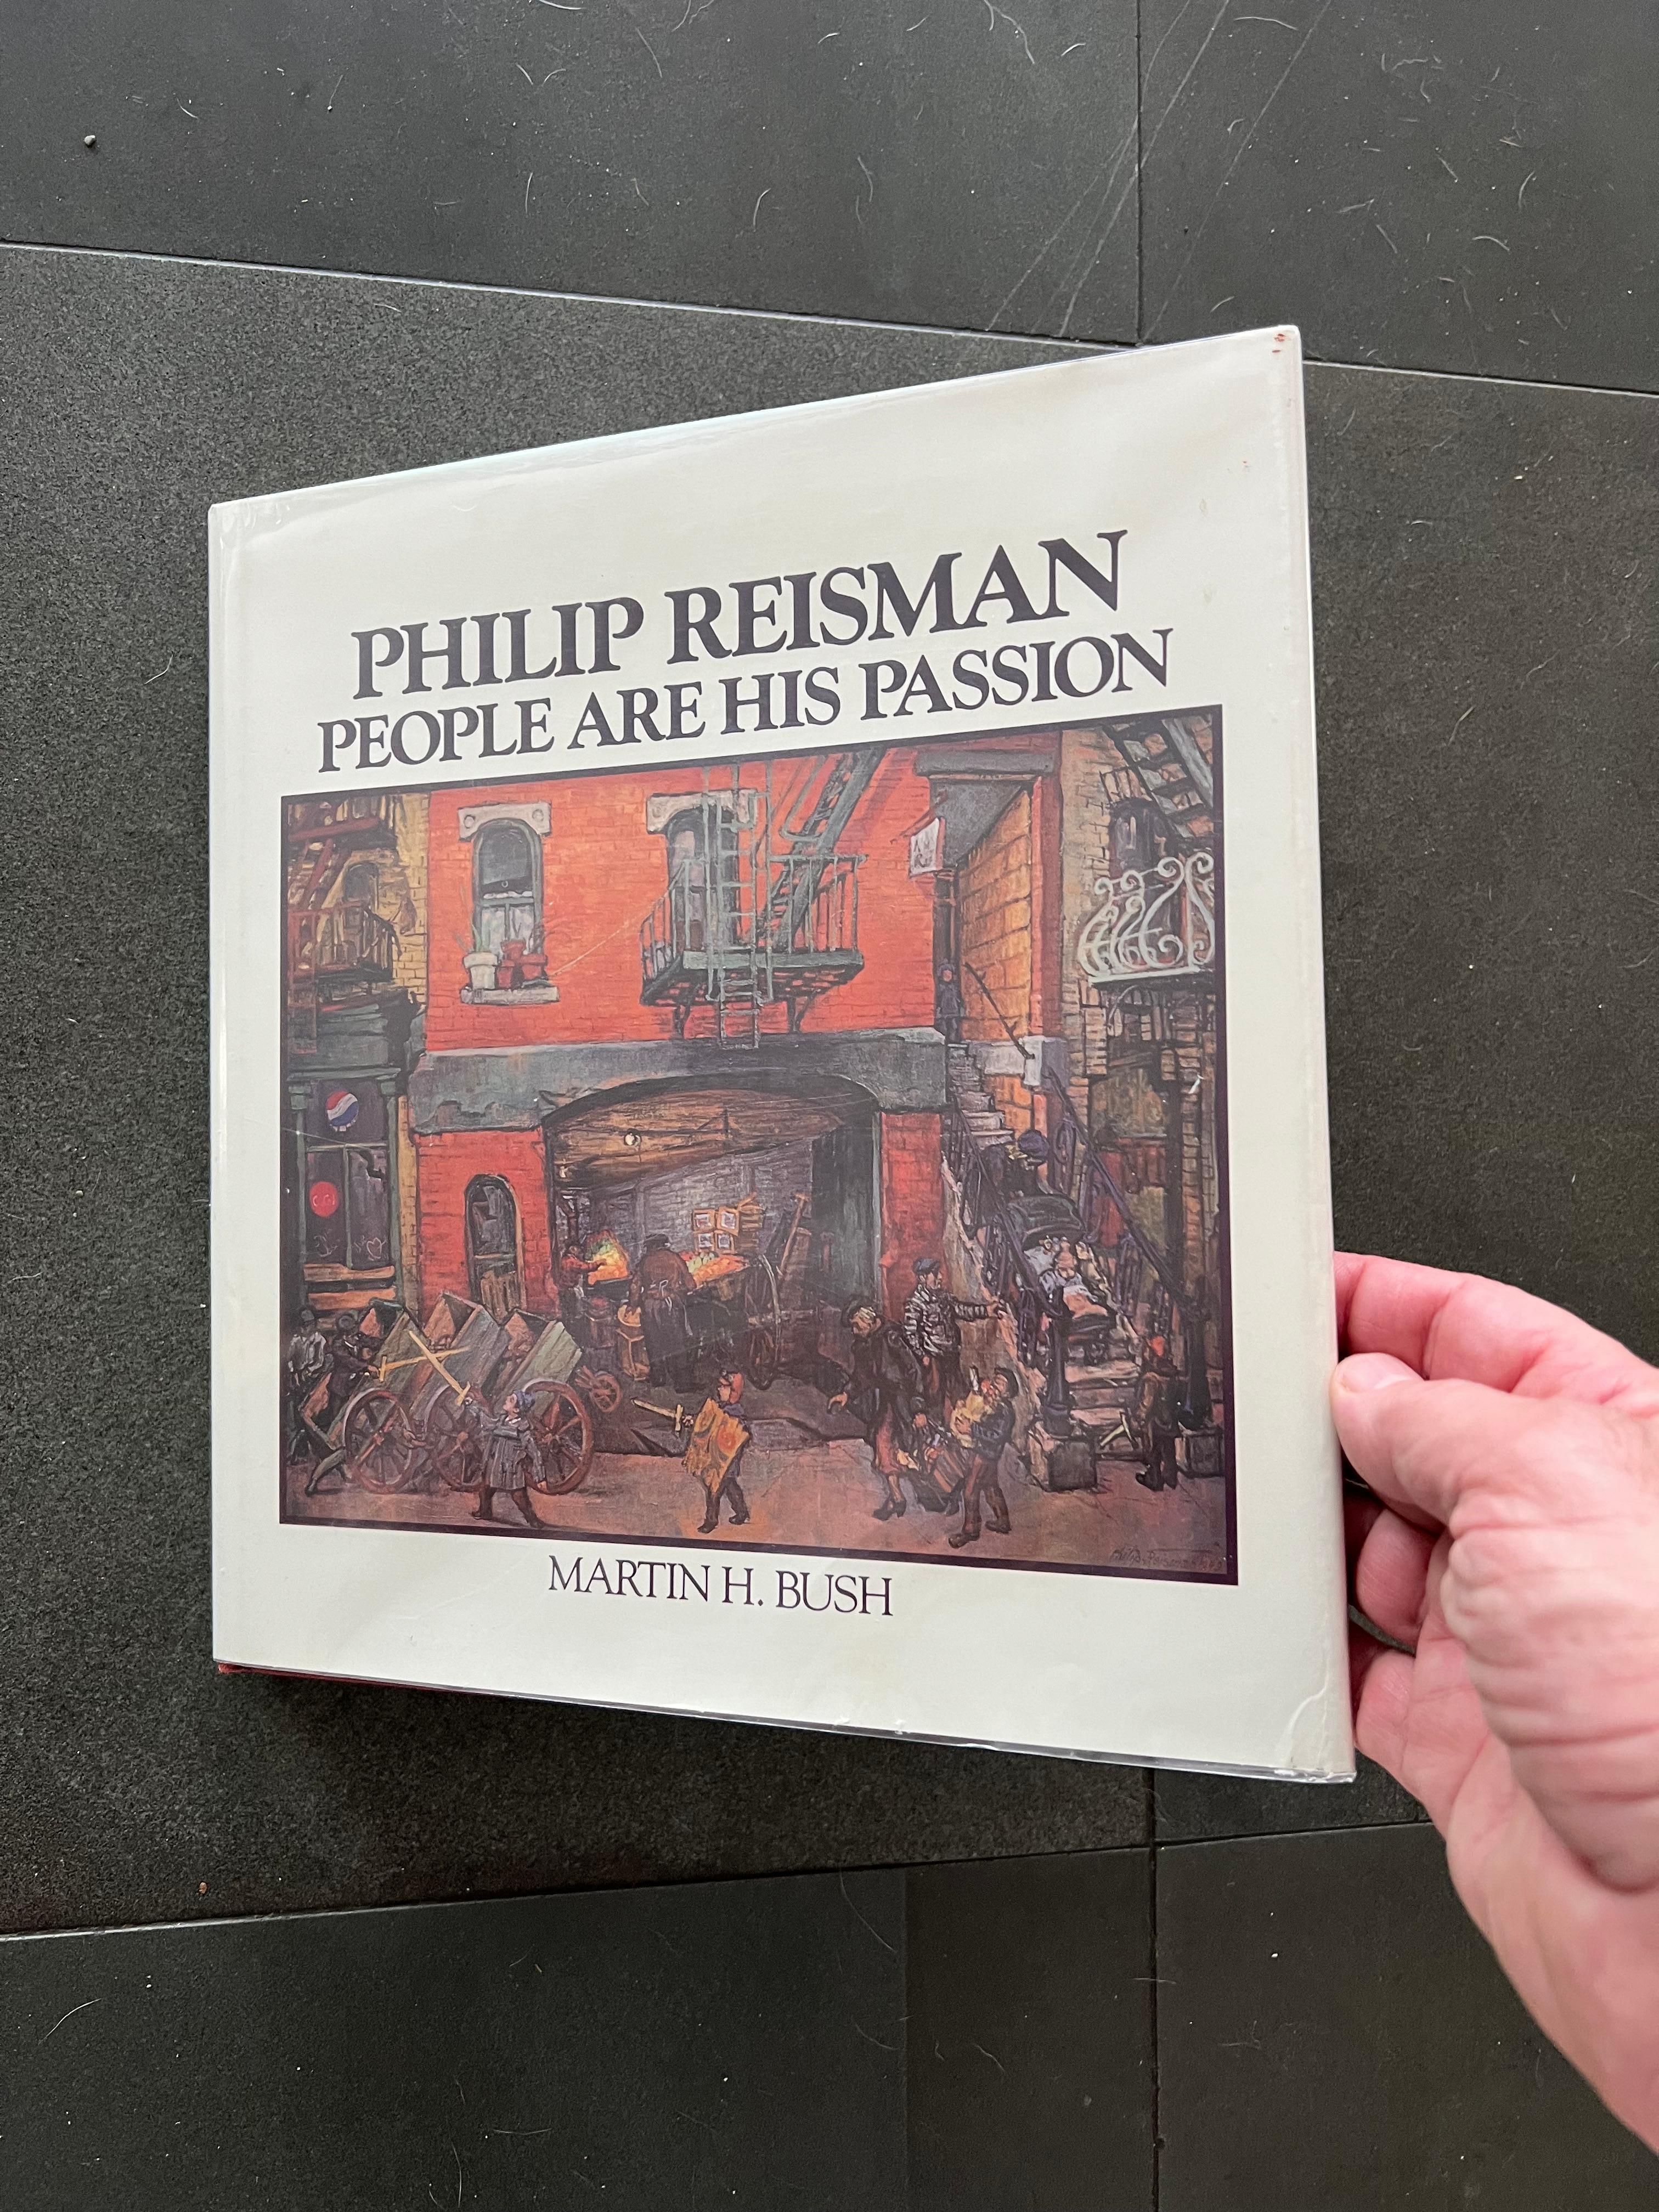 PHILIP REISMAN
PEOPLE ARE HIS PASSION
MARTIN H. BUSH